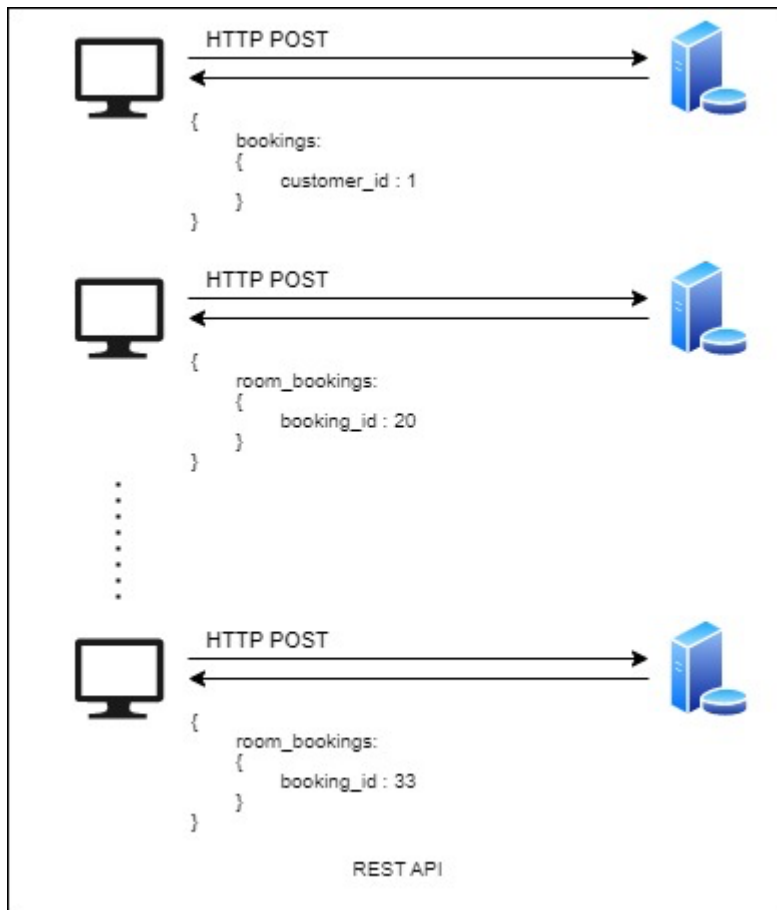 HTTP POST
{
bookings:
{
customer_id : 1
}
}
HTTP POST
{
room_bookings:
{
booking_id : 20
}
}
HTTP POST
{
room_bookings:
{
booking_id : 33
}
}
REST API